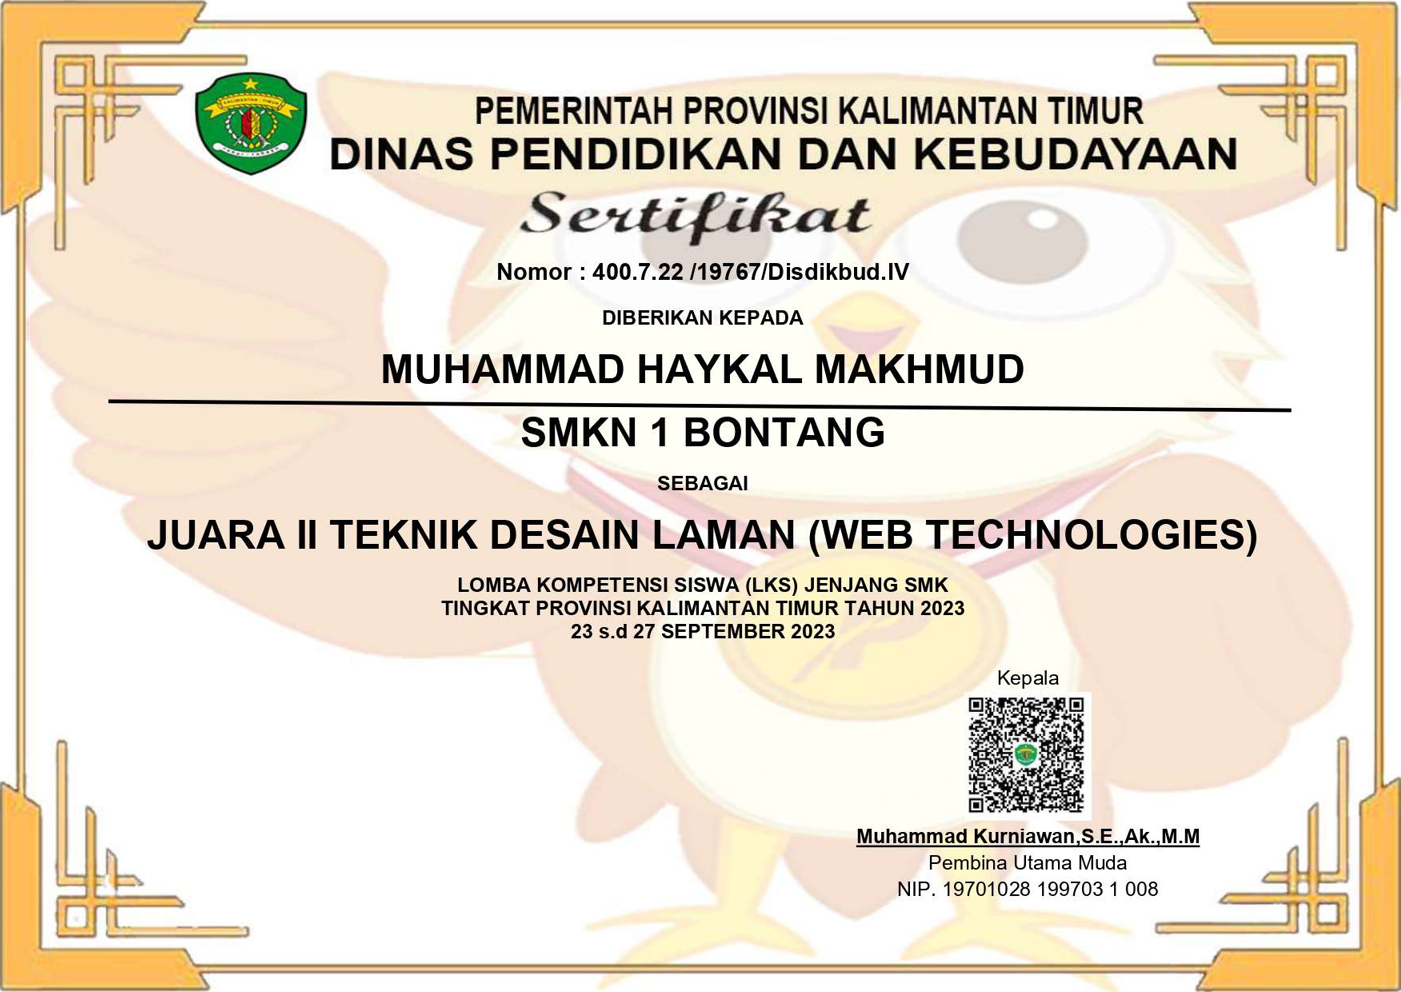 PEMERINTAH PROVINSI KALIMANTAN TIMUR
DINAS PENDIDIKAN DAN KEBUDAYAAN
Sertifikat
Nomor : 400.7.22 /19767/Disdikbud.IV
DIBERIKAN KEPADA
MUHAMMAD HAYKAL MAKHMUD
SMKN 1 BONTANG
SEBAGAI
JUARA II TEKNIK DESAIN LAMAN (WEB TECHNOLOGIES)
LOMBA KOMPETENSI SISWA (LKS) JENJANG SMK
TINGKAT PROVINSI KALIMANTAN TIMUR TAHUN 2023
23 s.d 27 SEPTEMBER 2023
Kepala
Muhammad Kurniawan,S.E.,Ak.,M.M
Pembina Utama Muda
NIP. 19701028 199703 1 008